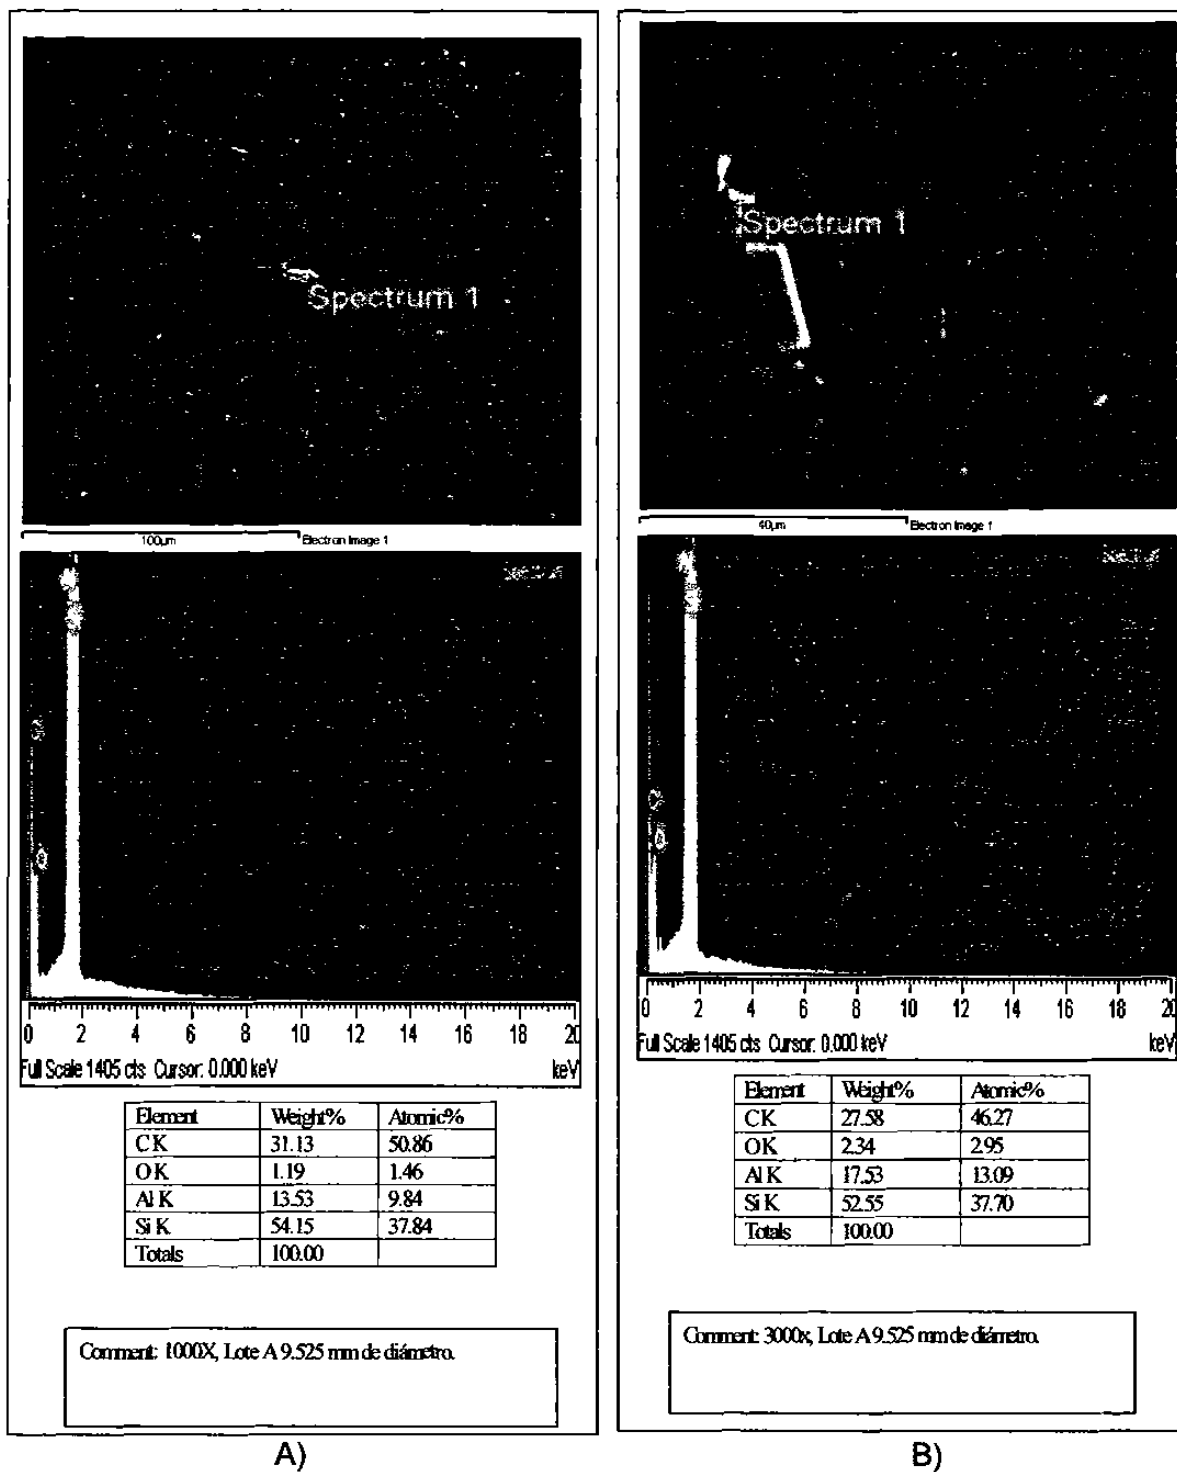 Spectrum 1
100µm
Electron Image 1
0 2 4 6 8 10 12 14 16 18 20
Full Scale 1405 cts Cursor: 0.000 keV
keV
Element Weight% Atomic%
C K 31.13 50.86
O K 1.19 1.46
Al K 13.53 9.84
Si K 54.15 37.84
Totals 100.00
Comment: 1000X, Lote A 9.525 mm de diámetro.
A)
Spectrum 1
40µm
Electron Image 1
0 2 4 6 8 10 12 14 16 18 20
Full Scale 1405 cts Cursor: 0.000 keV
keV
Element Weight% Atomic%
C K 27.58 46.27
O K 2.34 2.95
Al K 17.53 13.09
Si K 52.55 37.70
Totals 100.00
Comment: 3000x, Lote A 9.525 mm de diámetro.
B)